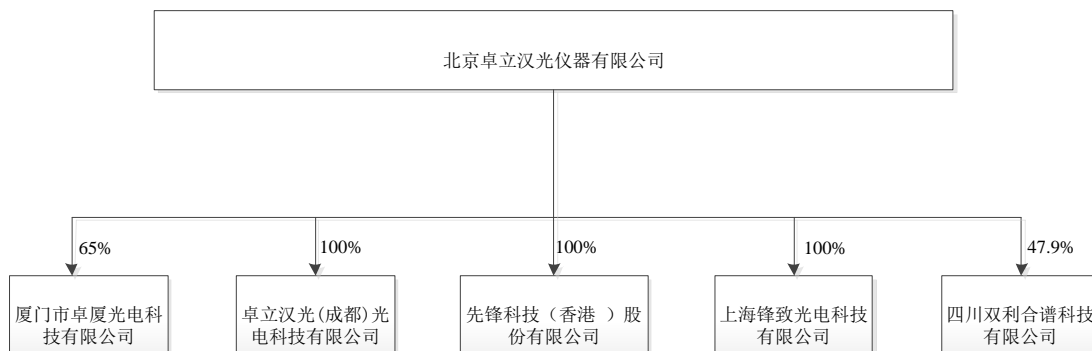 北京卓立汉光仪器有限公司
65%
100%
100%
100%
47.9%
厦门市卓厦光电科
技有限公司
卓立汉光(成都)光
电科技有限公司
先锋科技（香港 ）股
份有限公司
上海锋致光电科技
有限公司
四川双利合谱科技
有限公司